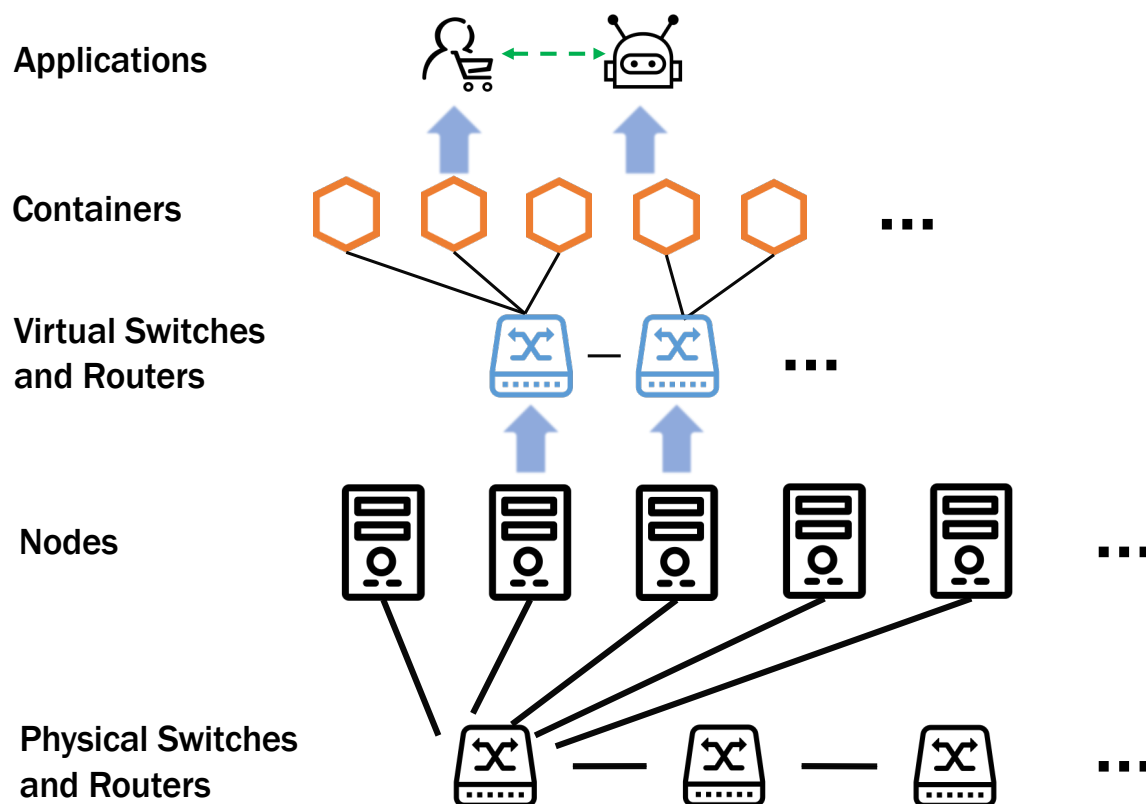 Applications
Containers
...
Virtual Switches
and Routers
...
Nodes
...
Physical Switches
and Routers
...